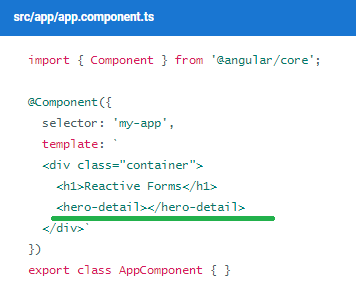 src/app/app.component.ts
import { Component } from '@angular/core';
@Component({
selector: 'my-app',
template: `
<div class="container">
<h1>Reactive Forms</h1>
<hero-detail></hero-detail>
</div>`
})
export class AppComponent { }